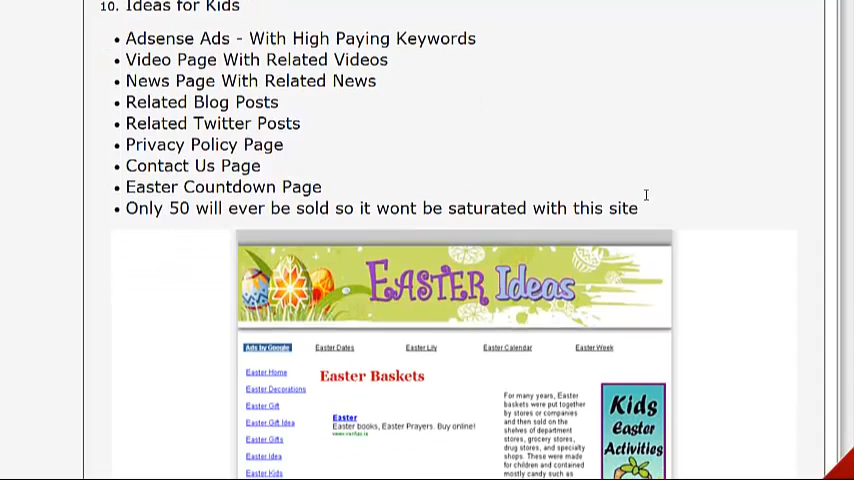 10. Ideas for Kids
• Adsense Ads - With High Paying Keywords
• Video Page With Related Videos
• News Page With Related News
• Related Blog Posts
• Related Twitter Posts
• Privacy Policy Page
• Contact Us Page
• Easter Countdown Page
• Only 50 will ever be sold so it wont be saturated with this site
EASTER Ideas
Ads by Google Easter Dates Easter Lily Easter Calendar Easter Week
Easter Home
Easter Decorations
Easter Gift
Easter Gift Idea
Easter Gifts
Easter Idea
Easter Kids
Easter Baskets
Easter
Easter books, Easter Prayers. Buy online!
For many years, Easter
baskets were put together
by stores or companies
and then sold on the
shelves of department
stores, grocery stores,
drug stores, and specialty
shops. These were made
for children and contained
mostly candy such as
Kids
Easter
Activities